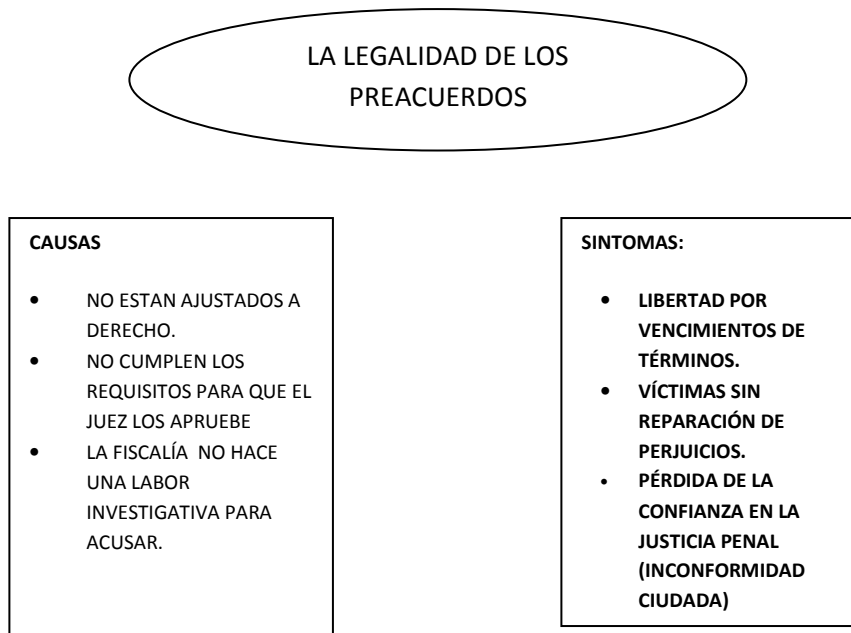 LA LEGALIDAD DE LOS
PREACUERDOS
CAUSAS
• NO ESTAN AJUSTADOS A
DERECHO.
• NO CUMPLEN LOS
REQUISITOS PARA QUE EL
JUEZ LOS APRUEBE
• LA FISCALÍA NO HACE
UNA LABOR
INVESTIGATIVA PARA
ACUSAR.
SINTOMAS:
• LIBERTAD POR
VENCIMIENTOS DE
TÉRMINOS.
• VÍCTIMAS SIN
REPARACIÓN DE
PERJUICIOS.
• PÉRDIDA DE LA
CONFIANZA EN LA
JUSTICIA PENAL
(INCONFORMIDAD
CIUDADA)